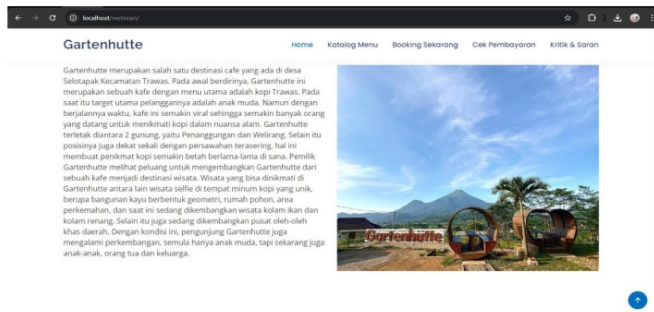 localhost/restoran/
Gartenhutte
Home Katalog Menu Booking Sekarang Cek Pembayaran Kritik & Saran
Gartenhutte merupakan salah satu destinasi cafe yang ada di desa
Selotapak Kecamatan Trawas. Pada awal berdirinya, Gartenhutte ini
merupakan sebuah kafe dengan menu utama adalah kopi Trawas. Pada
saat itu target utama pelanggannya adalah anak muda. Namun dengan
berjalannya waktu, kafe ini semakin viral sehingga semakin banyak orang
yang datang untuk menikmati kopi dalam nuansa alam. Gartenhutte
terletak diantara 2 gunung, yaitu Penanggungan dan Welirang. Selain itu
posisinya juga dekat sekali dengan persawahan terasering, hal ini
membuat penikmat kopi semakin betah berlama-lama di sana. Pemilik
Gartenhutte melihat peluang untuk mengembangkan Gartenhutte dari
sebuah kafe menjadi destinasi wisata. Wisata yang bisa dinikmati di
Gartenhutte antara lain wisata selfie di tempat minum kopi yang unik,
berupa bangunan kayu berbentuk geometri, rumah pohon, area
perkemahan, dan saat ini sedang dikembangkan wisata kolam ikan dan
kolam renang. Selain itu juga sedang dikembangkan pusat oleh-oleh
khas daerah. Dengan kondisi ini, pengunjung Gartenhutte juga
mengalami perkembangan, semula hanya anak muda, tapi sekarang juga
anak-anak, orang tua dan keluarga.
Gartenhutte